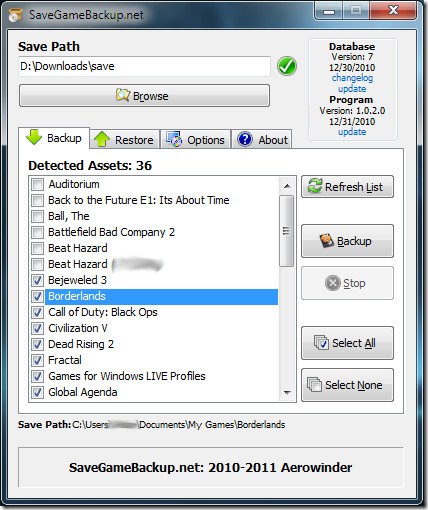 SaveGameBackup.net
Save Path
D:\Downloads\save
Browse
Database
Version: 7
12/30/2010
changelog
update
Program
Version: 1.0.2.0
12/31/2010
update
Backup
Restore
Options
About
Detected Assets: 36
Auditorium
Back to the Future E1: Its About Time
Ball, The
Battlefield Bad Company 2
Beat Hazard
Beat Hazard
Bejeweled 3
Borderlands
Call of Duty: Black Ops
Civilization V
Dead Rising 2
Fractal
Games for Windows LIVE Profiles
Global Agenda
Refresh List
Backup
Stop
Select All
Select None
Save Path: C:\Users\ \Documents\My Games\Borderlands
SaveGameBackup.net: 2010-2011 Aerowinder